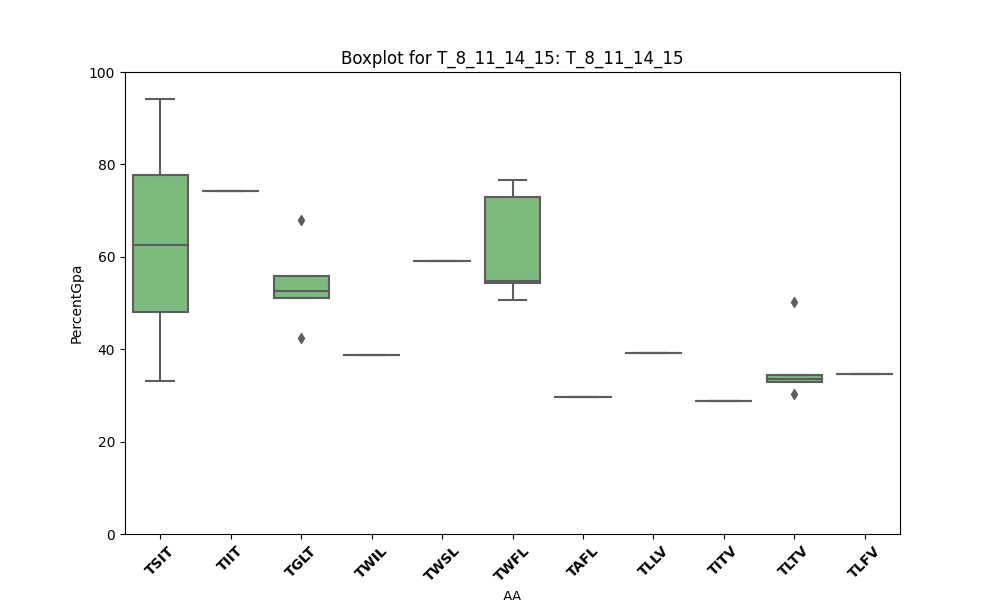 Boxplot for T_8_11_14_15: T_8_11_14_15
100
80
60
40
20
0
PercentGpa
TSIT TIIT TGLT TWIL TWSL TWFL TAFL TLLV TITV TLTV TLFV
AA